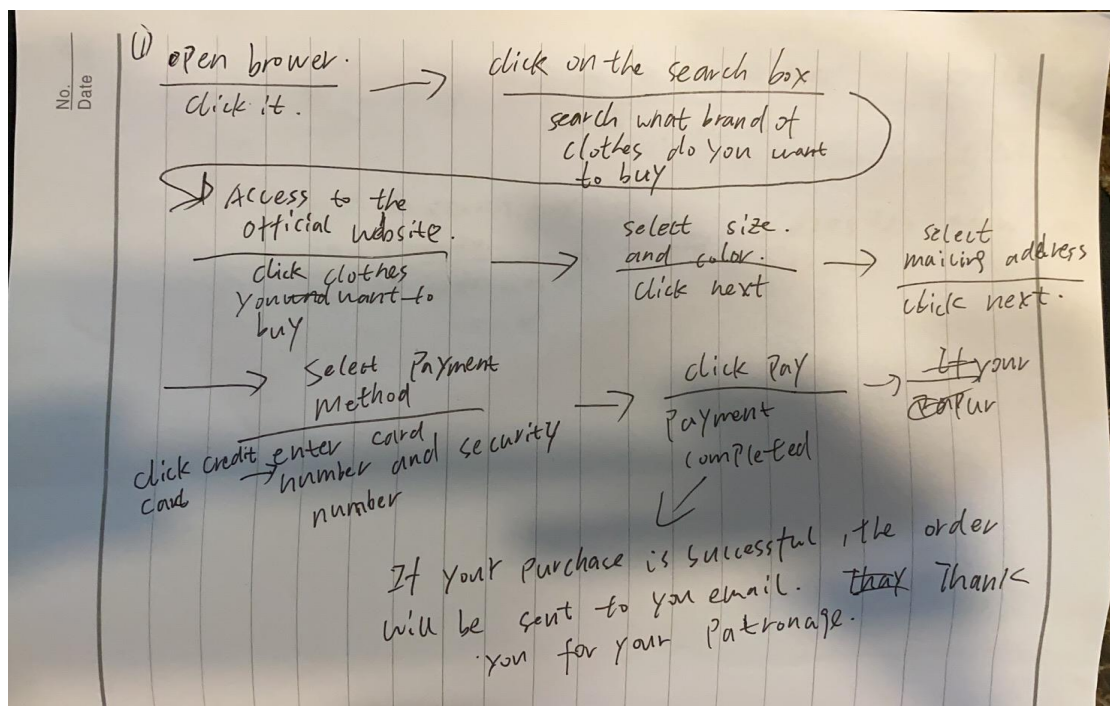 No.
Date
(1)
open brower.
click it.
click on the search box
search what brand of
clothes do you want
to buy
Access to the
official website.
click clothes
you want to
buy
select size.
and color.
click next
select
mailing address
click next.
Select Payment
Method
click credit
card
enter card
number and security
number
click Pay
Payment
completed
If your
pur
If your purchase is successful, the order
will be sent to you email. thay Thank
you for your Patronage.